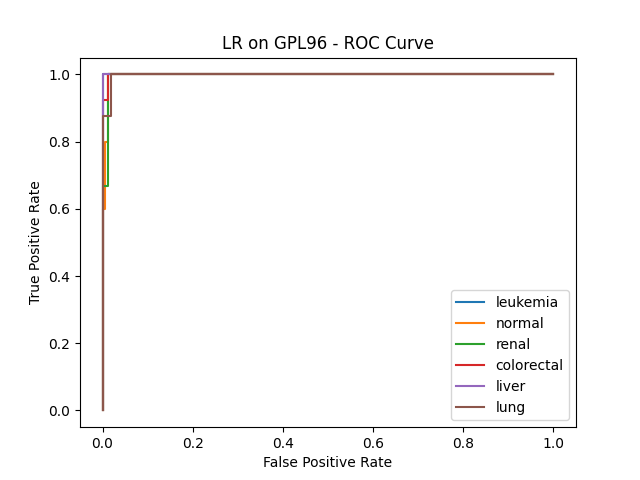 LR on GPL96 - ROC Curve
True Positive Rate
1.0
0.8
0.6
0.4
0.2
0.0
leukemia
normal
renal
colorectal
liver
lung
0.0 0.2 0.4 0.6 0.8 1.0
False Positive Rate